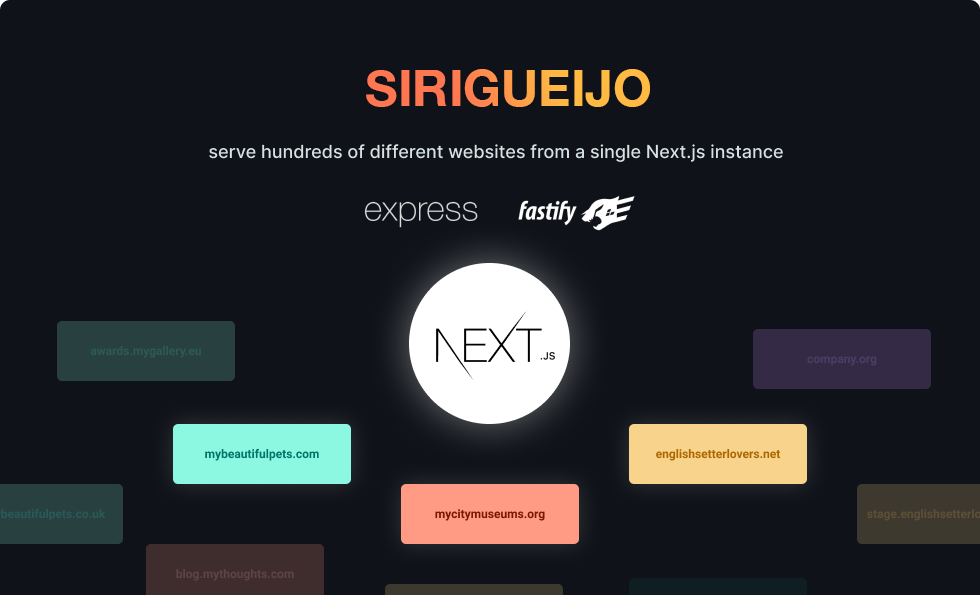 SIRIGUEIJO
serve hundreds of different websites from a single Next.js instance
express
fastify
NEXT.JS
awards.mygallery.eu
company.org
mybeautifulpets.com
englishsetterlovers.net
beautifulpets.co.uk
mycitymuseums.org
stage.englishsetterlo
blog.mythoughts.com